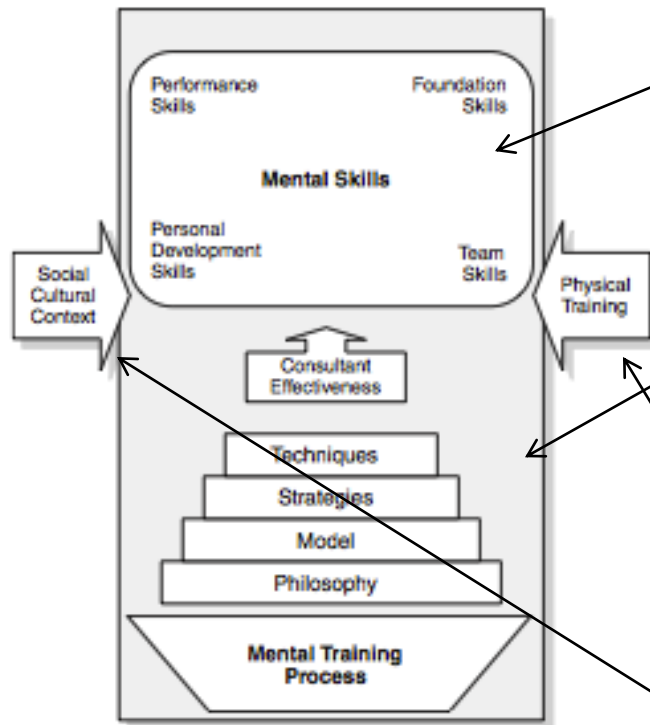 Performance
Skills
Foundation
Skills
Mental Skills
Personal
Development
Skills
Team
Skills
Social
Cultural
Context
Physical
Training
Consultant
Effectiveness
Techniques
Strategies
Model
Philosophy
Mental Training
Process